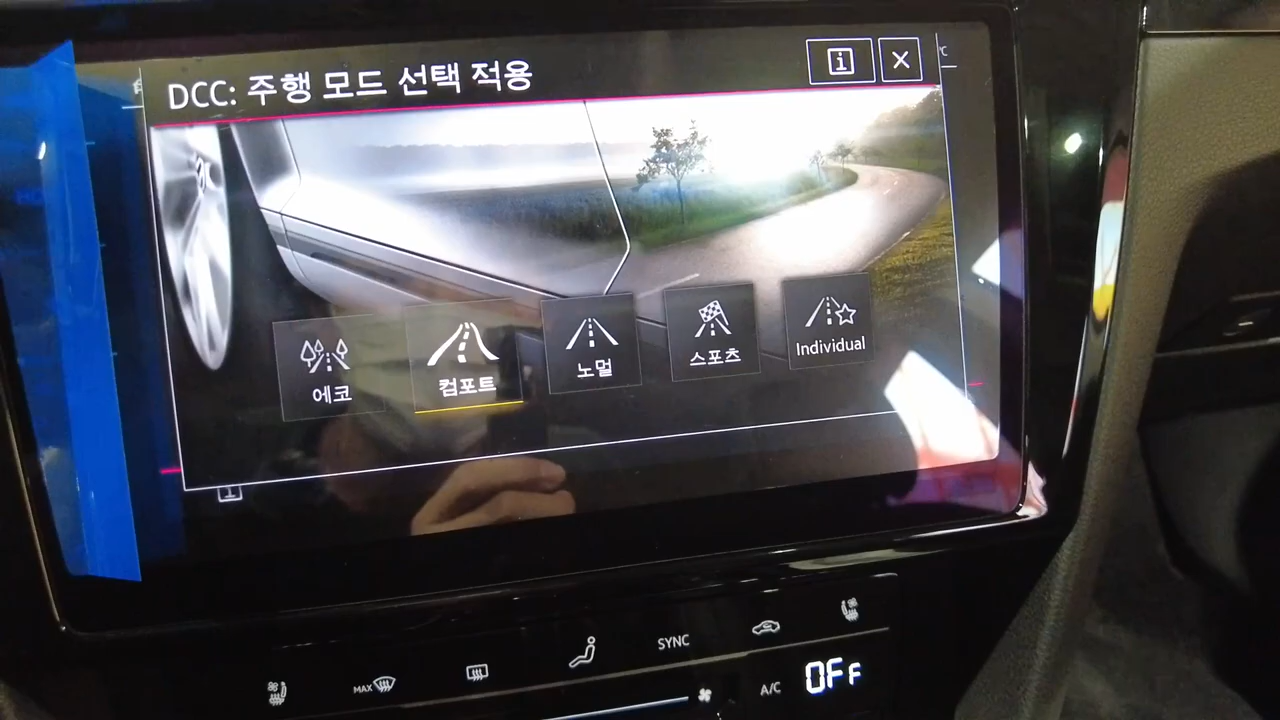 DCC: 주행 모드 선택 적용
에코
컴포트
노멀
스포츠
Individual
MAX
SYNC
A/C
OFF